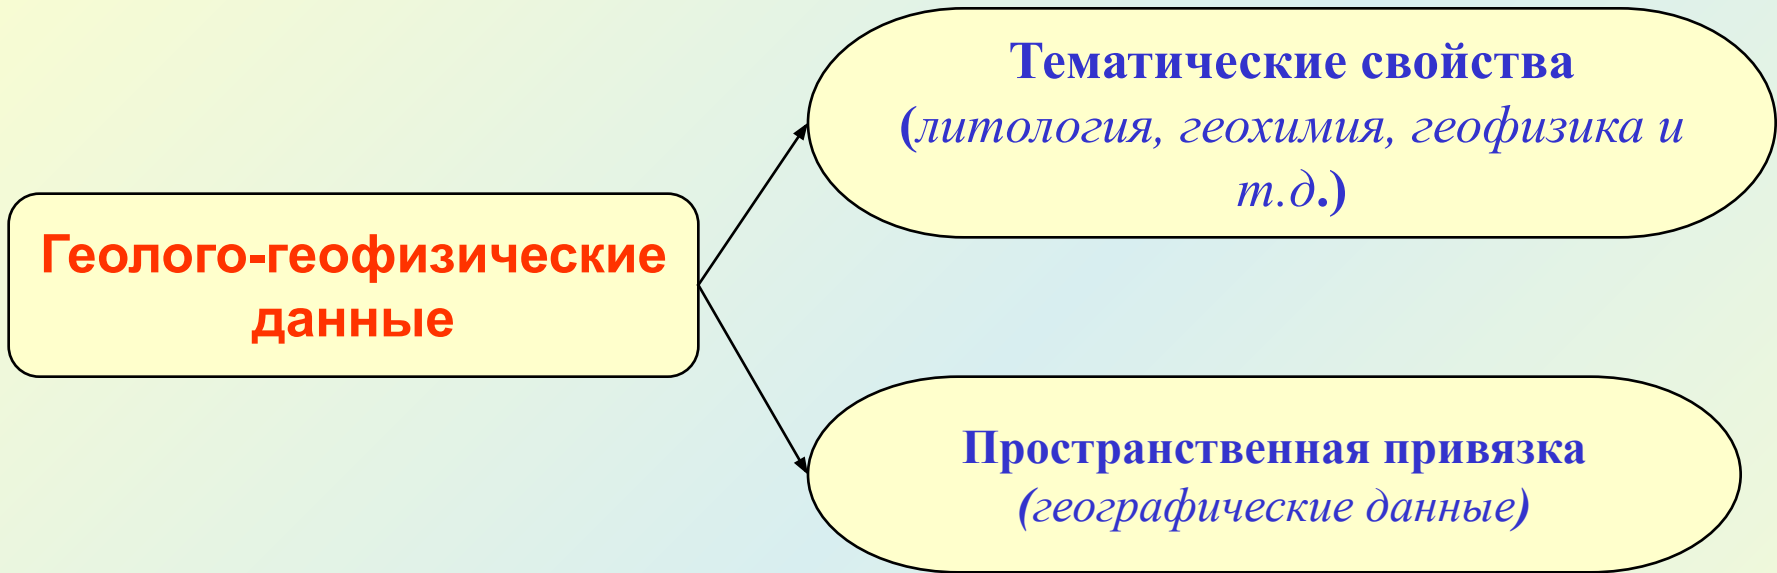 Тематические свойства
(литология, геохимия, геофизика и
т.д.)
Геолого-геофизические
данные
Пространственная привязка
(географические данные)